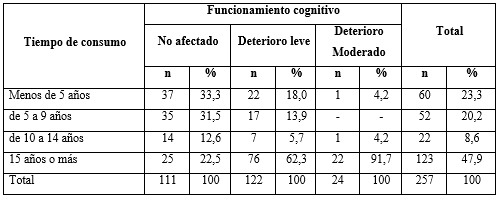 Tiempo de consumo Funcionamiento cognitivo Total
No afectado Deterioro leve Deterioro Moderado
n % n % n % n %
Menos de 5 años 37 33,3 22 18,0 1 4,2 60 23,3
de 5 a 9 años 35 31,5 17 13,9 - - 52 20,2
de 10 a 14 años 14 12,6 7 5,7 1 4,2 22 8,6
15 años o más 25 22,5 76 62,3 22 91,7 123 47,9
Total 111 100 122 100 24 100 257 100